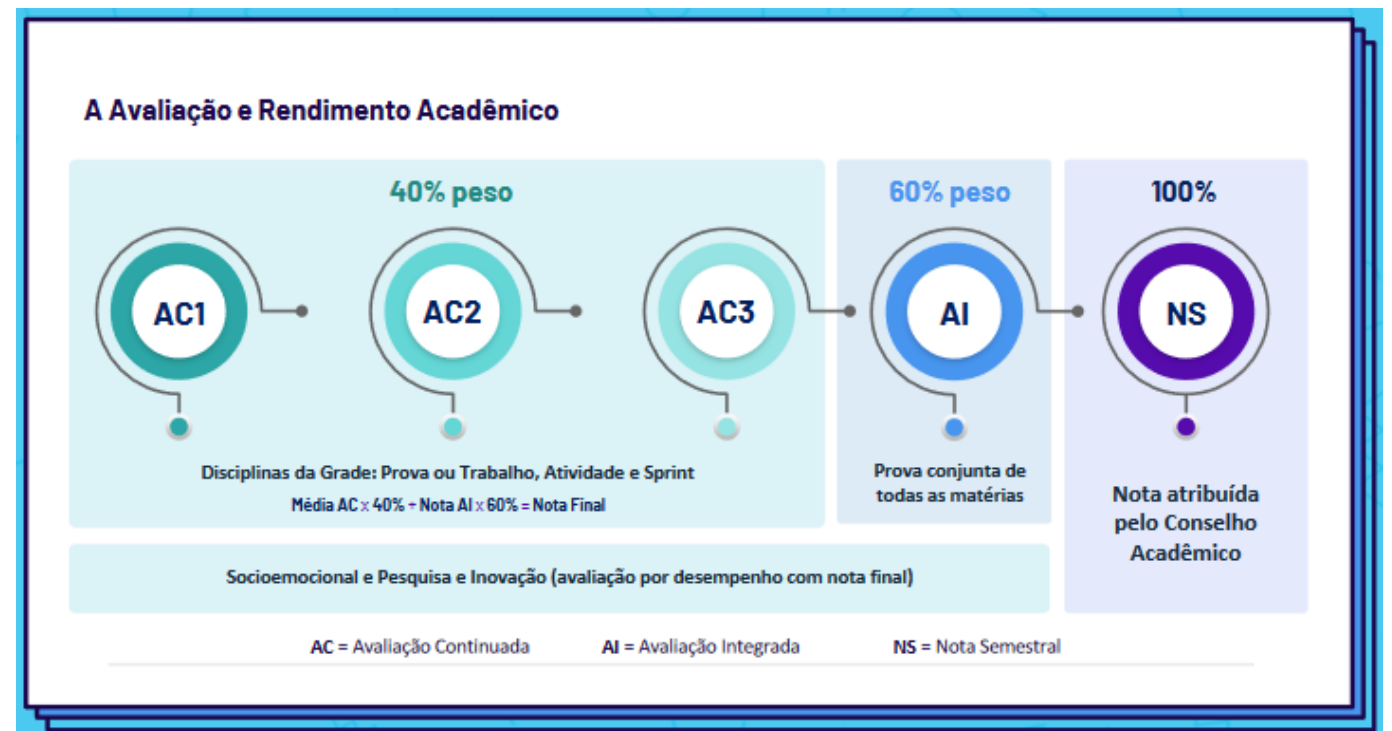 A Avaliação e Rendimento Acadêmico
40% peso
60% peso
100%
AC1
AC2
AC3
AI
NS
Disciplinas da Grade: Prova ou Trabalho, Atividade e Sprint
Média AC x 40% + Nota AI x 60% = Nota Final
Prova conjunta de
todas as matérias
Nota atribuída
pelo Conselho
Acadêmico
Socioemocional e Pesquisa e Inovação (avaliação por desempenho com nota final)
AC = Avaliação Continuada
AI = Avaliação Integrada
NS = Nota Semestral